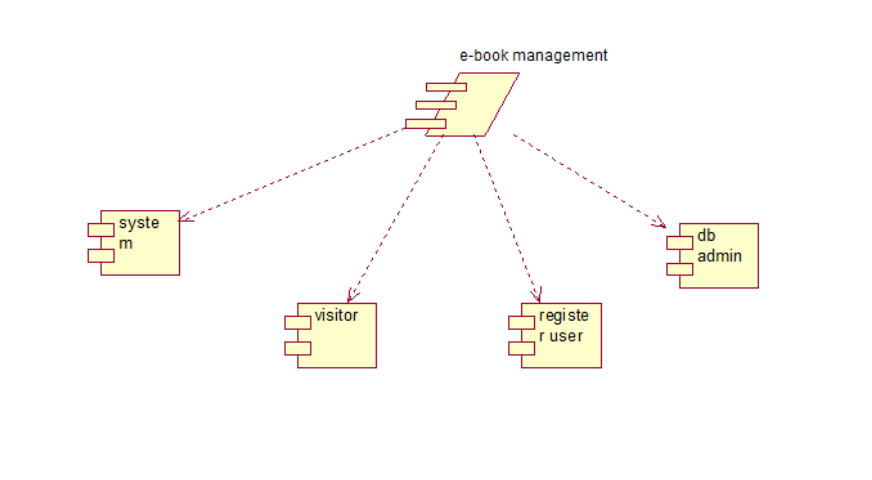 e-book management
syste
m
db
admin
visitor
registe
r user